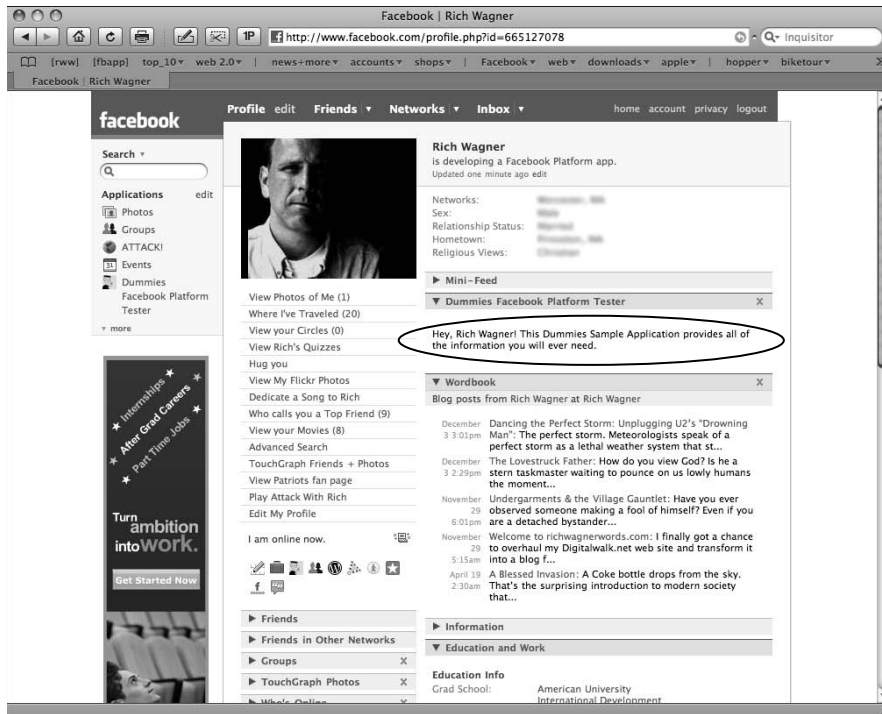 Facebook | Rich Wagner
1P
http://www.facebook.com/profile.php?id=665127078
Inquisitor
[rww] [fbapp] top_10 web 2.0 | news+more accounts shops | Facebook web downloads apple | hopper biketour
Facebook | Rich Wagner
facebook
Profile edit Friends Networks Inbox
home account privacy logout
Search
Applications edit
Photos
Groups
ATTACK!
31 Events
Dummies
Facebook Platform
Tester
more
Internships
After Grad Careers
Part Time Jobs
Turn
ambition
into work.
Get Started Now
View Photos of Me (1)
Where I've Traveled (20)
View your Circles (0)
View Rich's Quizzes
Hug you
View My Flickr Photos
Dedicate a Song to Rich
Who calls you a Top Friend (9)
View your Movies (8)
Advanced Search
TouchGraph Friends + Photos
View Patriots fan page
Play Attack With Rich
Edit My Profile
I am online now.
Friends
Friends in Other Networks
Groups X
TouchGraph Photos X
Who's Online
Rich Wagner
is developing a Facebook Platform app.
Updated one minute ago edit
Networks:
Sex:
Relationship Status:
Hometown:
Religious Views:
Mini-Feed
Dummies Facebook Platform Tester X
Hey, Rich Wagner! This Dummies Sample Application provides all of
the information you will ever need.
Wordbook X
Blog posts from Rich Wagner at Rich Wagner
December Dancing the Perfect Storm: Unplugging U2's "Drowning
3 3:01pm Man": The perfect storm. Meteorologists speak of a
perfect storm as a lethal weather system that st...
December The Lovestruck Father: How do you view God? Is he a
3 2:29pm stern taskmaster waiting to pounce on us lowly humans
the moment...
November Undergarments & the Village Gauntlet: Have you ever
29 observed someone making a fool of himself? Even if you
6:01pm are a detached bystander...
November Welcome to richwagnerwords.com: I finally got a chance
29 to overhaul my Digitalwalk.net web site and transform it
5:15am into a blog f...
April 19 A Blessed Invasion: A Coke bottle drops from the sky.
2:30am That's the surprising introduction to modern society
that...
Information
Education and Work
Education Info
Grad School: American University
International Development